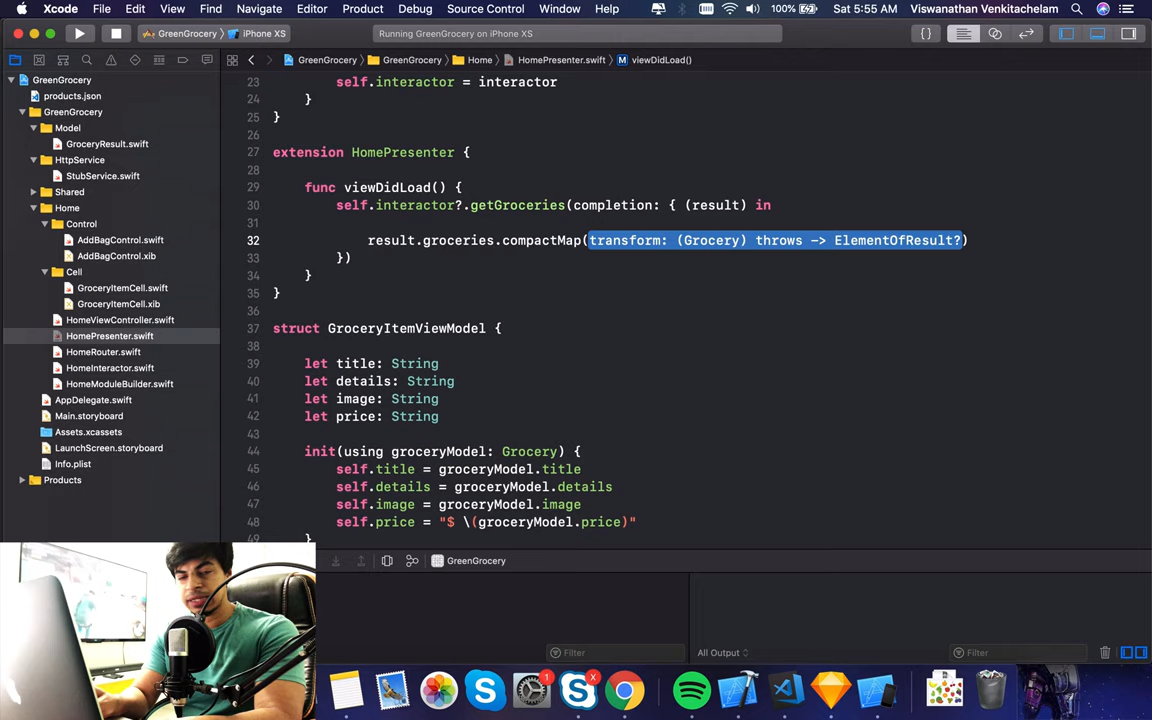 Xcode File Edit View Find Navigate Editor Product Debug Source Control Window Help 100% Sat 5:55 AM Viswanathan Venkitachelam
GreenGrocery iPhone XS Running GreenGrocery on iPhone XS
GreenGrocery GreenGrocery Home HomePresenter.swift M viewDidLoad()
GreenGrocery
products.json
GreenGrocery
Model
GroceryResult.swift
HttpService
StubService.swift
Shared
Home
Control
AddBagControl.swift
AddBagControl.xib
Cell
GroceryItemCell.swift
GroceryItemCell.xib
HomeViewController.swift
HomePresenter.swift
HomeRouter.swift
HomeInteractor.swift
HomeModuleBuilder.swift
AppDelegate.swift
Main.storyboard
Assets.xcassets
LaunchScreen.storyboard
Info.plist
Products
23 self.interactor = interactor
24 }
25 }
26
27 extension HomePresenter {
28
29 func viewDidLoad() {
30 self.interactor?.getGroceries(completion: { (result) in
31
32 result.groceries.compactMap(transform: (Grocery) throws -> ElementOfResult?)
33 })
34 }
35 }
36
37 struct GroceryItemViewModel {
38
39 let title: String
40 let details: String
41 let image: String
42 let price: String
43
44 init(using groceryModel: Grocery) {
45 self.title = groceryModel.title
46 self.details = groceryModel.details
47 self.image = groceryModel.image
48 self.price = "$ \(groceryModel.price)"
49 }
GreenGrocery
Filter All Output Filter
1 X